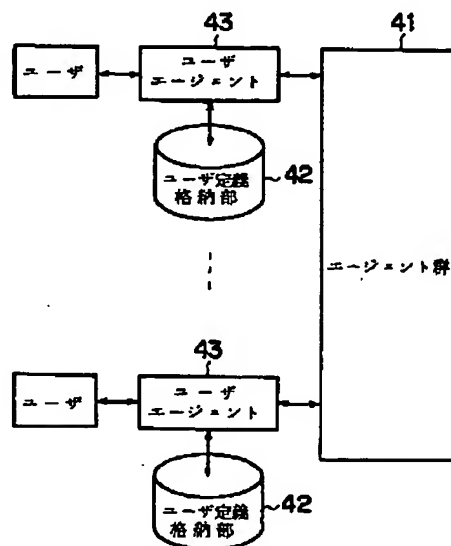 43
41
ユーザ
ユーザ
エージェント
ユーザ定義
格納部
42
エージェント群
43
ユーザ
ユーザ
エージェント
ユーザ定義
格納部
42